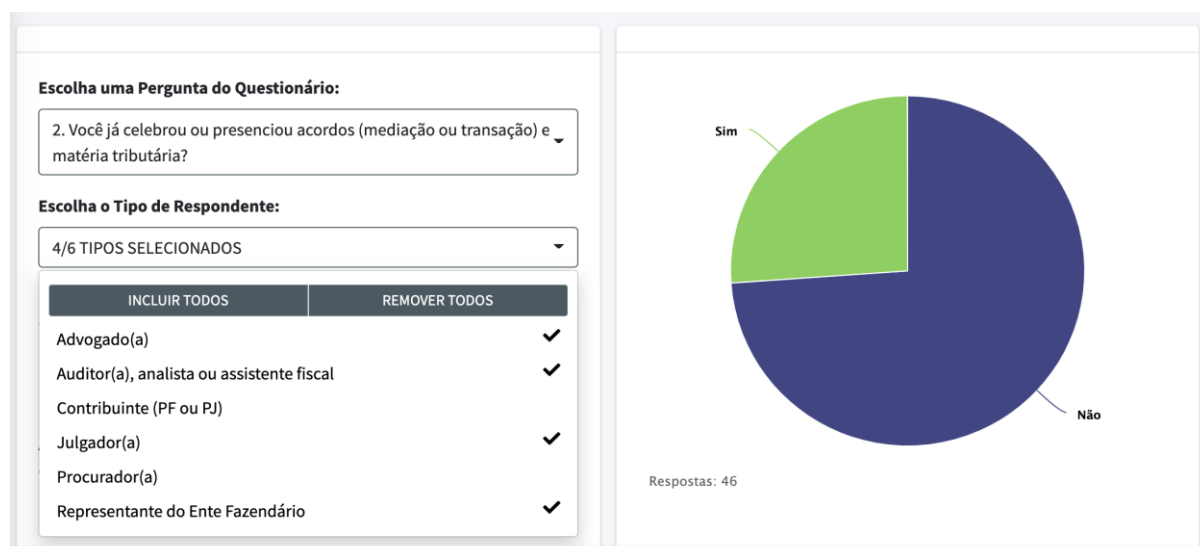 Escolha uma Pergunta do Questionário:
2. Você já celebrou ou presenciou acordos (mediação ou transação) e
matéria tributária?
Escolha o Tipo de Respondente:
4/6 TIPOS SELECIONADOS
INCLUIR TODOS
REMOVER TODOS
Advogado(a)
Auditor(a), analista ou assistente fiscal
Contribuinte (PF ou PJ)
Julgador(a)
Procurador(a)
Representante do Ente Fazendário
Sim
Não
Respostas: 46